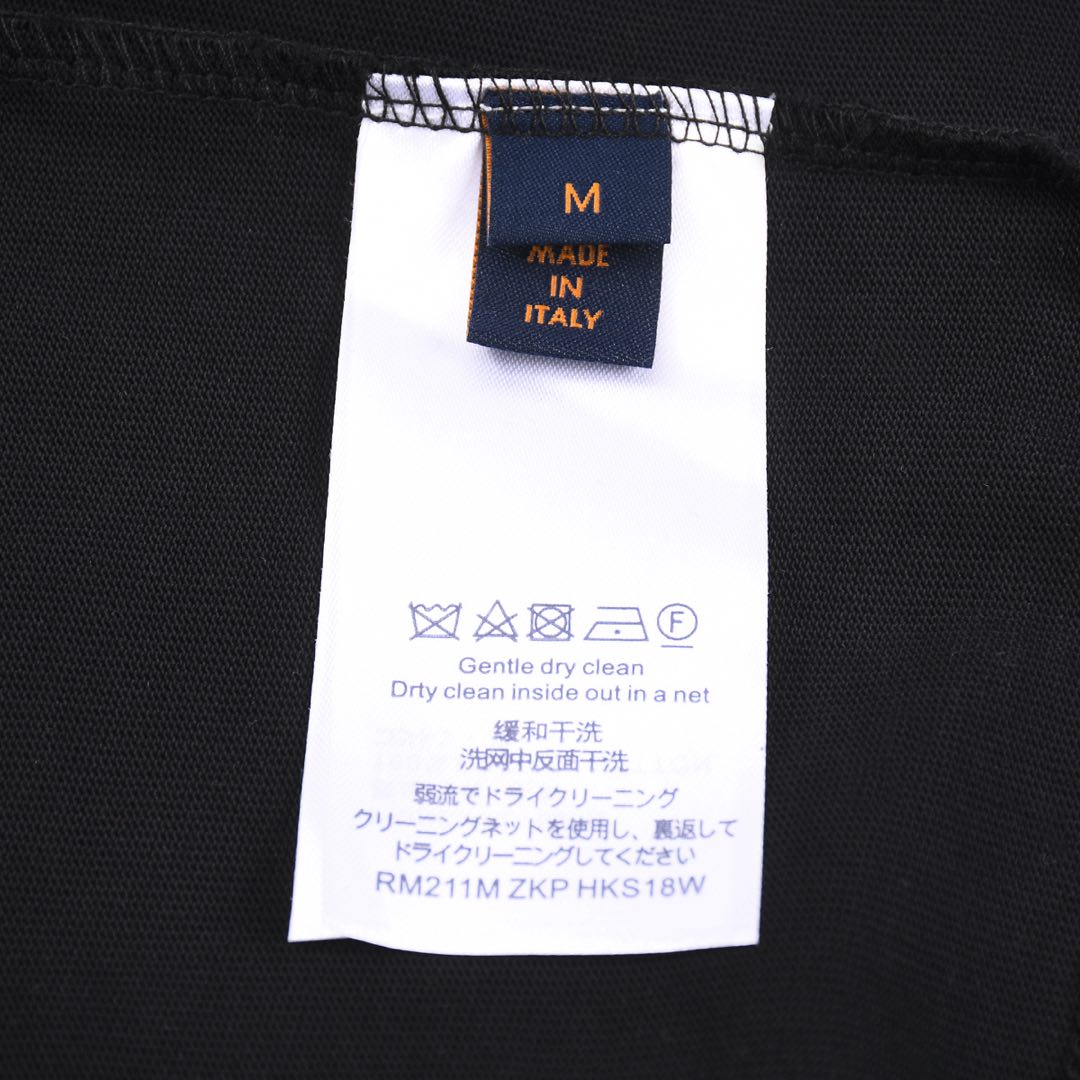 M
MADE
IN
ITALY
F
Gentle dry clean
Drty clean inside out in a net
缓和干洗
洗网中反面干洗
弱流でドライクリーニング
クリーニングネットを使用し、裏返して
ドライクリーニングしてください
RM211M ZKP HKS18W